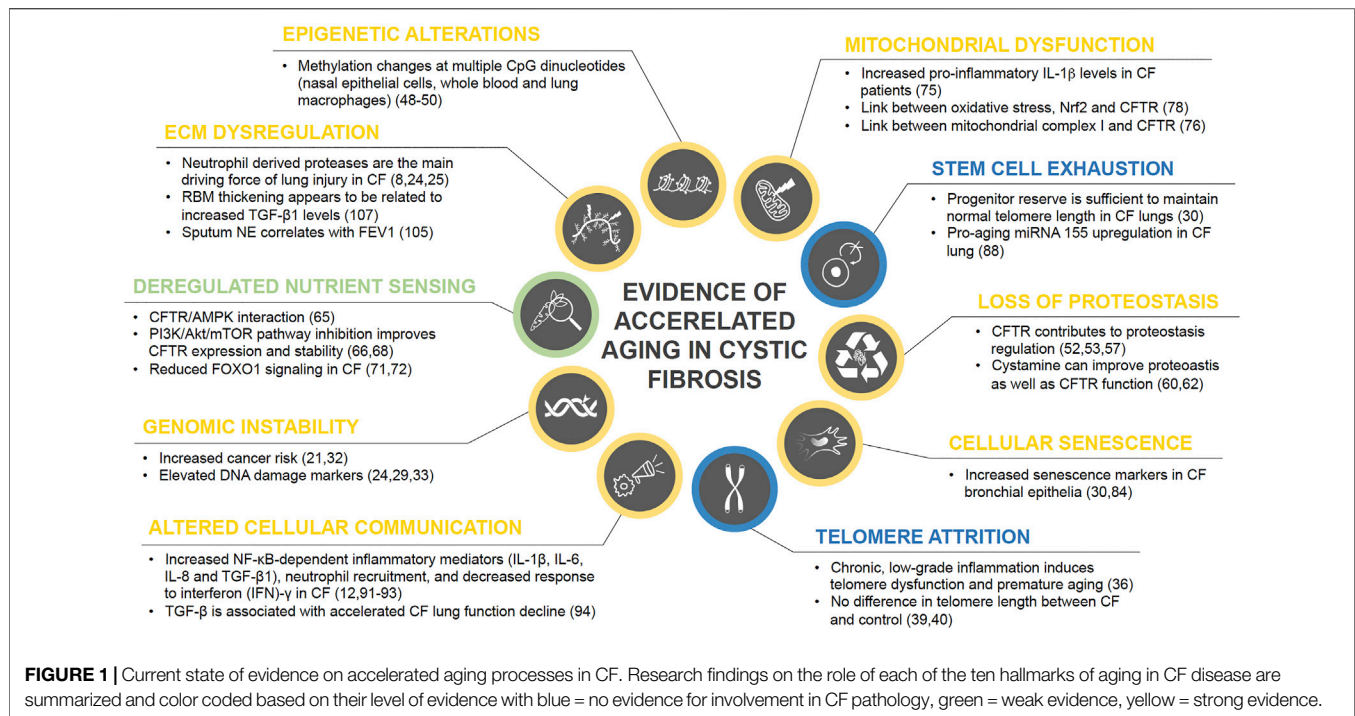 EPIGENETIC ALTERATIONS
• Methylation changes at multiple CpG dinucleotides
(nasal epithelial cells, whole blood and lung
macrophages) (48-50)
ECM DYSREGULATION
• Neutrophil derived proteases are the main
driving force of lung injury in CF (8,24,25)
• RBM thickening appears to be related to
increased TGF-β1 levels (107)
• Sputum NE correlates with FEV1 (105)
DEREGULATED NUTRIENT SENSING
• CFTR/AMPK interaction (65)
• PI3K/Akt/mTOR pathway inhibition improves
CFTR expression and stability (66,68)
• Reduced FOXO1 signaling in CF (71,72)
GENOMIC INSTABILITY
• Increased cancer risk (21,32)
• Elevated DNA damage markers (24,29,33)
ALTERED CELLULAR COMMUNICATION
• Increased NF-κB-dependent inflammatory mediators (IL-1β, IL-6,
IL-8 and TGF-β1), neutrophil recruitment, and decreased response
to interferon (IFN)-γ in CF (12,91-93)
• TGF-β is associated with accelerated CF lung function decline (94)
EVIDENCE OF
ACCERELATED
AGING IN CYSTIC
FIBROSIS
MITOCHONDRIAL DYSFUNCTION
• Increased pro-inflammatory IL-1β levels in CF
patients (75)
• Link between oxidative stress, Nrf2 and CFTR (78)
• Link between mitochondrial complex I and CFTR (76)
STEM CELL EXHAUSTION
• Progenitor reserve is sufficient to maintain
normal telomere length in CF lungs (30)
• Pro-aging miRNA 155 upregulation in CF
lung (88)
LOSS OF PROTEOSTASIS
• CFTR contributes to proteostasis
regulation (52,53,57)
• Cystamine can improve proteoastis
as well as CFTR function (60,62)
CELLULAR SENESCENCE
• Increased senescence markers in CF
bronchial epithelia (30,84)
TELOMERE ATTRITION
• Chronic, low-grade inflammation induces
telomere dysfunction and premature aging (36)
• No difference in telomere length between CF
and control (39,40)
FIGURE 1 | Current state of evidence on accelerated aging processes in CF. Research findings on the role of each of the ten hallmarks of aging in CF disease are
summarized and color coded based on their level of evidence with blue = no evidence for involvement in CF pathology, green = weak evidence, yellow = strong evidence.